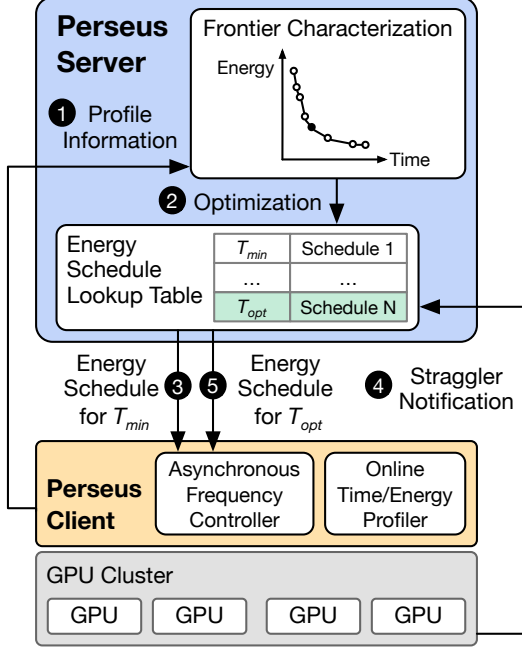 Perseus
Server
Frontier Characterization
Energy
Time
1 Profile
Information
2 Optimization
Energy
Schedule
Lookup Table
T_min Schedule 1
... ...
T_opt Schedule N
Energy
Schedule
for T_min
3
5
Energy
Schedule
for T_opt
4 Straggler
Notification
Perseus
Client
Asynchronous
Frequency
Controller
Online
Time/Energy
Profiler
GPU Cluster
GPU GPU GPU GPU